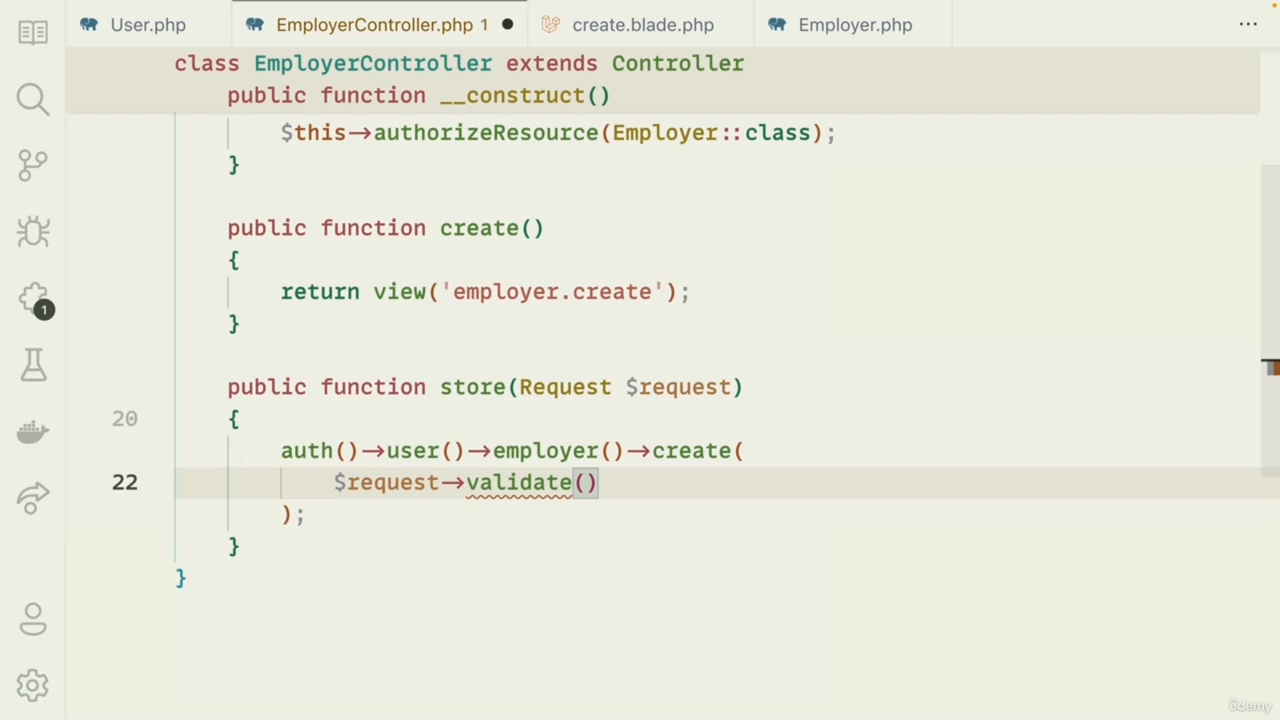 User.php
EmployerController.php 1
create.blade.php
Employer.php
class EmployerController extends Controller
public function __construct()
$this->authorizeResource(Employer::class);
}
public function create()
{
return view('employer.create');
}
public function store(Request $request)
20 {
auth()->user()->employer()->create(
22 $request->validate()
);
}
}
1
ûdemy